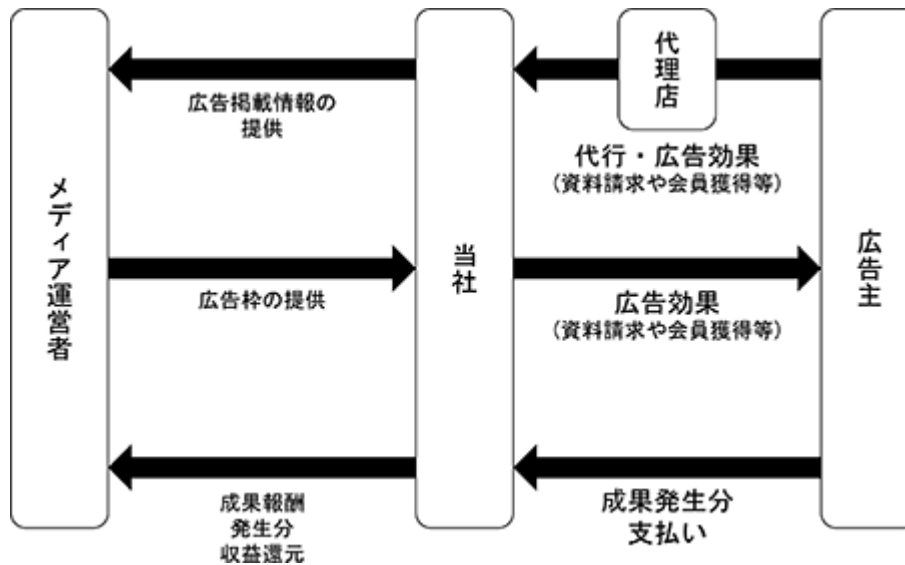 代理店
広告掲載情報の
提供
代行・広告効果
(資料請求や会員獲得等)
メディア運営者
当社
広告主
広告枠の提供
広告効果
(資料請求や会員獲得等)
成果報酬
発生分
収益還元
成果発生分
支払い